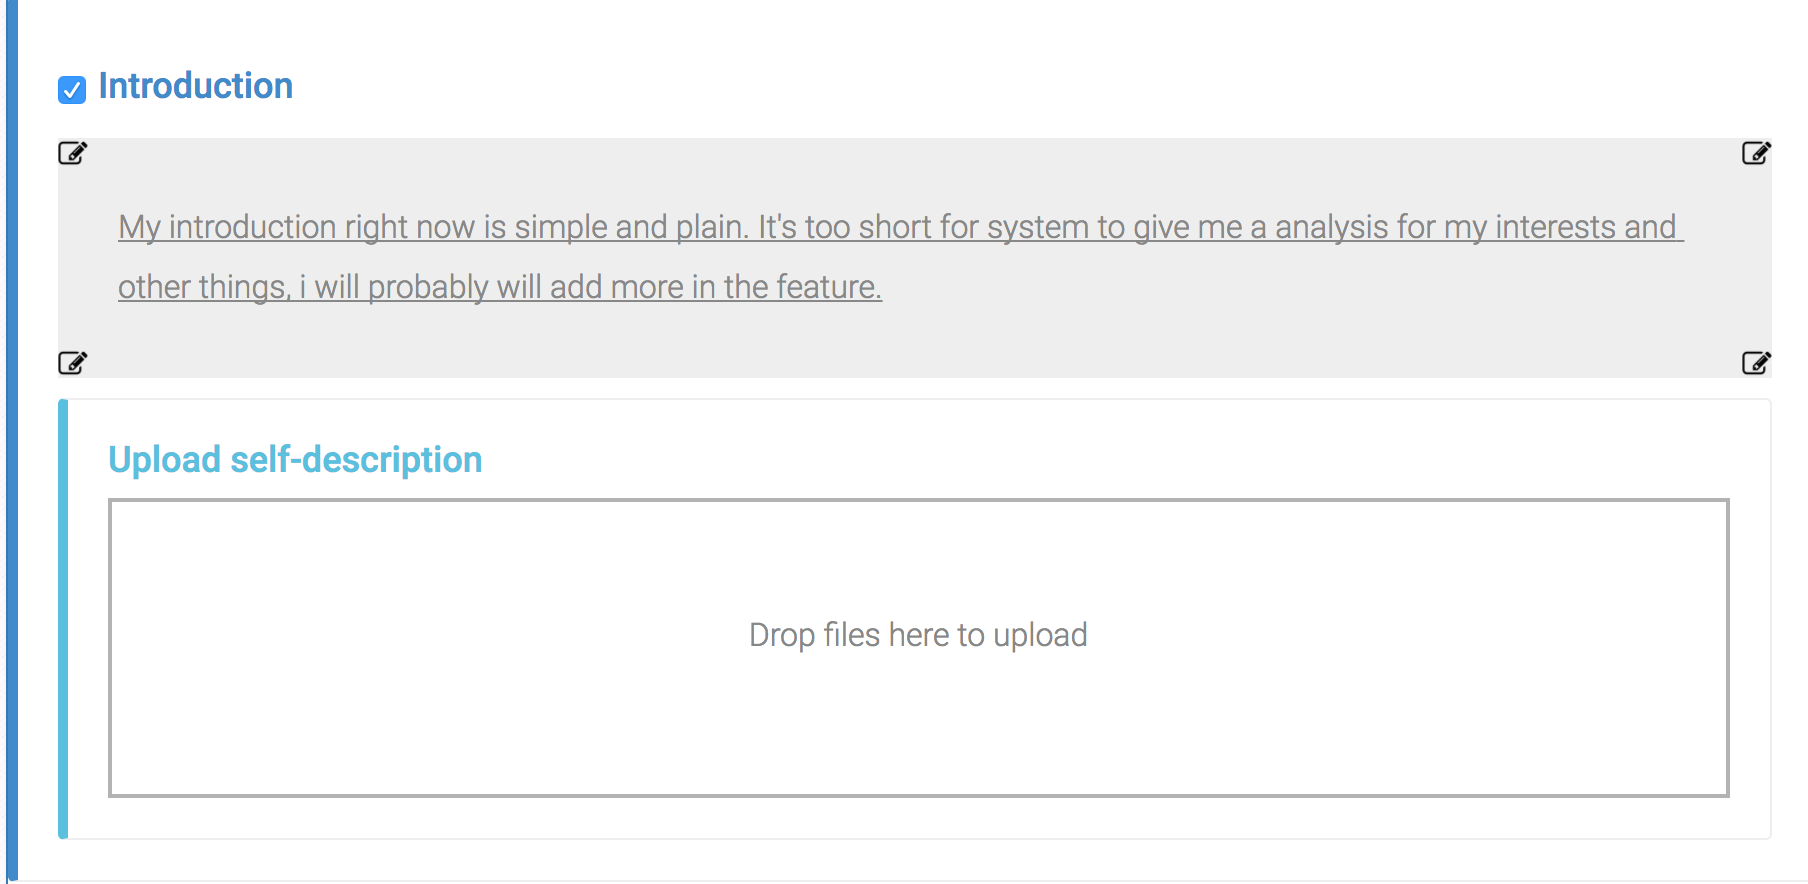 Introduction
My introduction right now is simple and plain. It's too short for system to give me a analysis for my interests and
other things, i will probably will add more in the feature.
Upload self-description
Drop files here to upload